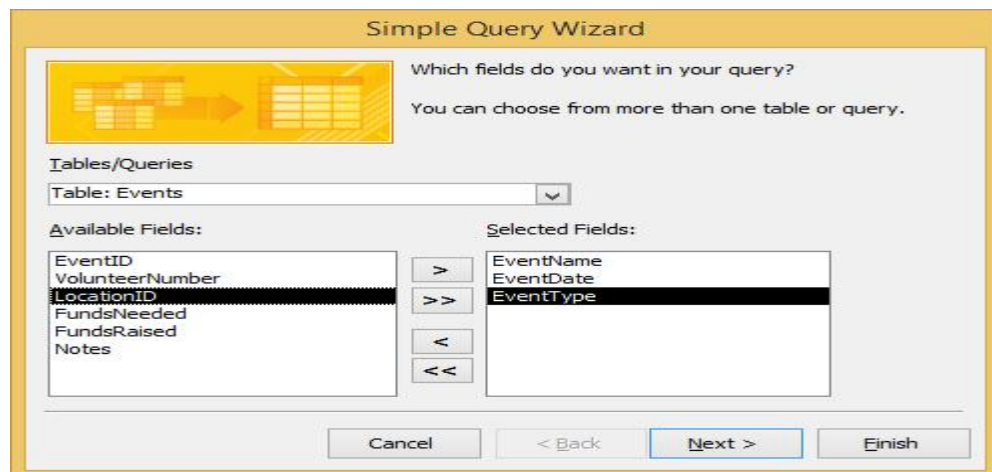 Simple Query Wizard
Which fields do you want in your query?
You can choose from more than one table or query.
Tables/Queries
Table: Events
Available Fields:
Selected Fields:
EventID
VolunteerNumber
LocationID
FundsNeeded
FundsRaised
Notes
>
>>
<
<<
EventName
EventDate
EventType
Cancel
< Back
Next >
Finish